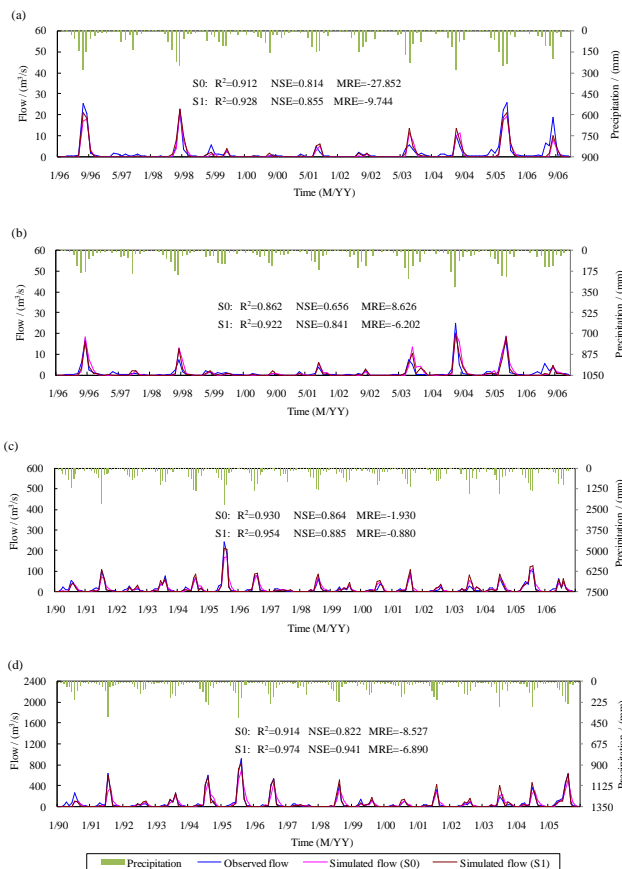 (a)
60 50 40 30 20 10 0
Flow / (m³/s)
0 150 300 450 600 750 900
Precipitation / (mm)
S0: R²=0.912 NSE=0.814 MRE=-27.852
S1: R²=0.928 NSE=0.855 MRE=-9.744
1/96 9/96 5/97 1/98 9/98 5/99 1/00 9/00 5/01 1/02 9/02 5/03 1/04 9/04 5/05 1/06 9/06
Time (M/YY)
(b)
60 50 40 30 20 10 0
Flow / (m³/s)
0 175 350 525 700 875 1050
Precipitation / (mm)
S0: R²=0.862 NSE=0.656 MRE=8.626
S1: R²=0.922 NSE=0.841 MRE=-6.202
1/96 9/96 5/97 1/98 9/98 5/99 1/00 9/00 5/01 1/02 9/02 5/03 1/04 9/04 5/05 1/06 9/06
Time (M/YY)
(c)
600 500 400 300 200 100 0
Flow / (m³/s)
0 1500 3000 4500 6000 7500
Precipitation / (mm)
S0: R²=0.930 NSE=0.864 MRE=-1.930
S1: R²=0.954 NSE=0.885 MRE=-0.880
1/90 1/91 1/92 1/93 1/94 1/95 1/96 1/97 1/98 1/99 1/00 1/01 1/02 1/03 1/04 1/05 1/06
Time (M/YY)
(d)
2400 2000 1600 1200 800 400 0
Flow / (m³/s)
0 225 450 675 900 1125 1350
Precipitation / (mm)
S0: R²=0.914 NSE=0.822 MRE=-8.527
S1: R²=0.974 NSE=0.941 MRE=-6.890
1/90 1/91 1/92 1/93 1/94 1/95 1/96 1/97 1/98 1/99 1/00 1/01 1/02 1/03 1/04 1/05
Time (M/YY)
Precipitation Observed flow Simulated flow (S0) Simulated flow (S1)